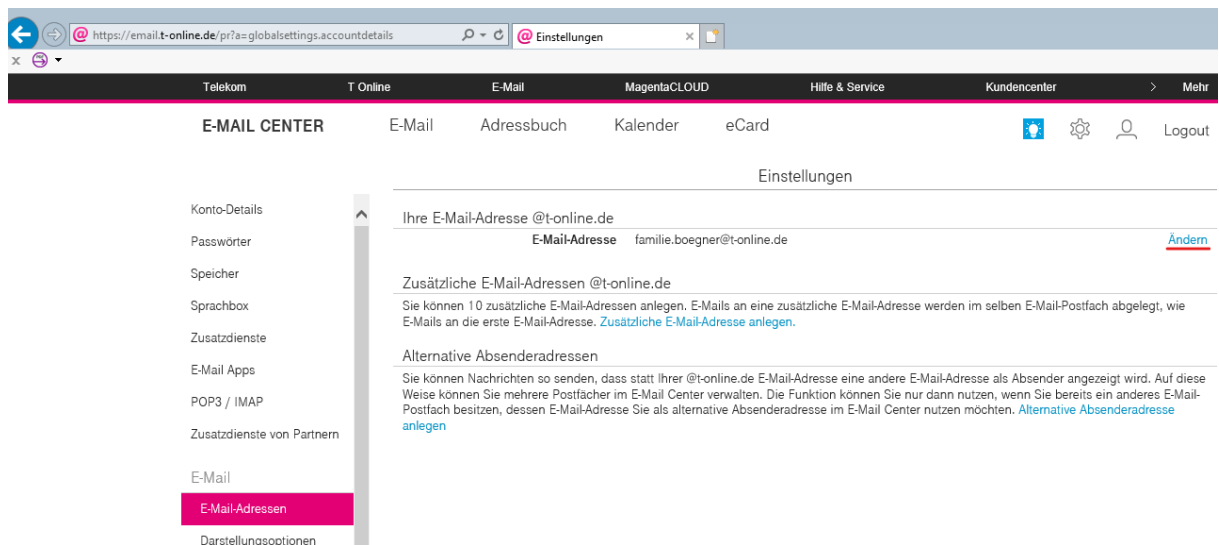 https://email.t-online.de/pr?a=globalsettings.accountdetails
Einstellungen
Telekom T Online E-Mail MagentaCLOUD Hilfe & Service Kundencenter > Mehr
E-MAIL CENTER E-Mail Adressbuch Kalender eCard Logout
Einstellungen
Konto-Details
Passwörter
Speicher
Sprachbox
Zusatzdienste
E-Mail Apps
POP3 / IMAP
Zusatzdienste von Partnern
E-Mail
E-Mail-Adressen
Darstellungsoptionen
Ihre E-Mail-Adresse @t-online.de
E-Mail-Adresse familie.boegner@t-online.de Ändern
Zusätzliche E-Mail-Adressen @t-online.de
Sie können 10 zusätzliche E-Mail-Adressen anlegen. E-Mails an eine zusätzliche E-Mail-Adresse werden im selben E-Mail-Postfach abgelegt, wie
E-Mails an die erste E-Mail-Adresse. Zusätzliche E-Mail-Adresse anlegen.
Alternative Absenderadressen
Sie können Nachrichten so senden, dass statt Ihrer @t-online.de E-Mail-Adresse eine andere E-Mail-Adresse als Absender angezeigt wird. Auf diese
Weise können Sie mehrere Postfächer im E-Mail Center verwalten. Die Funktion können Sie nur dann nutzen, wenn Sie bereits ein anderes E-Mail-
Postfach besitzen, dessen E-Mail-Adresse Sie als alternative Absenderadresse im E-Mail Center nutzen möchten. Alternative Absenderadresse
anlegen